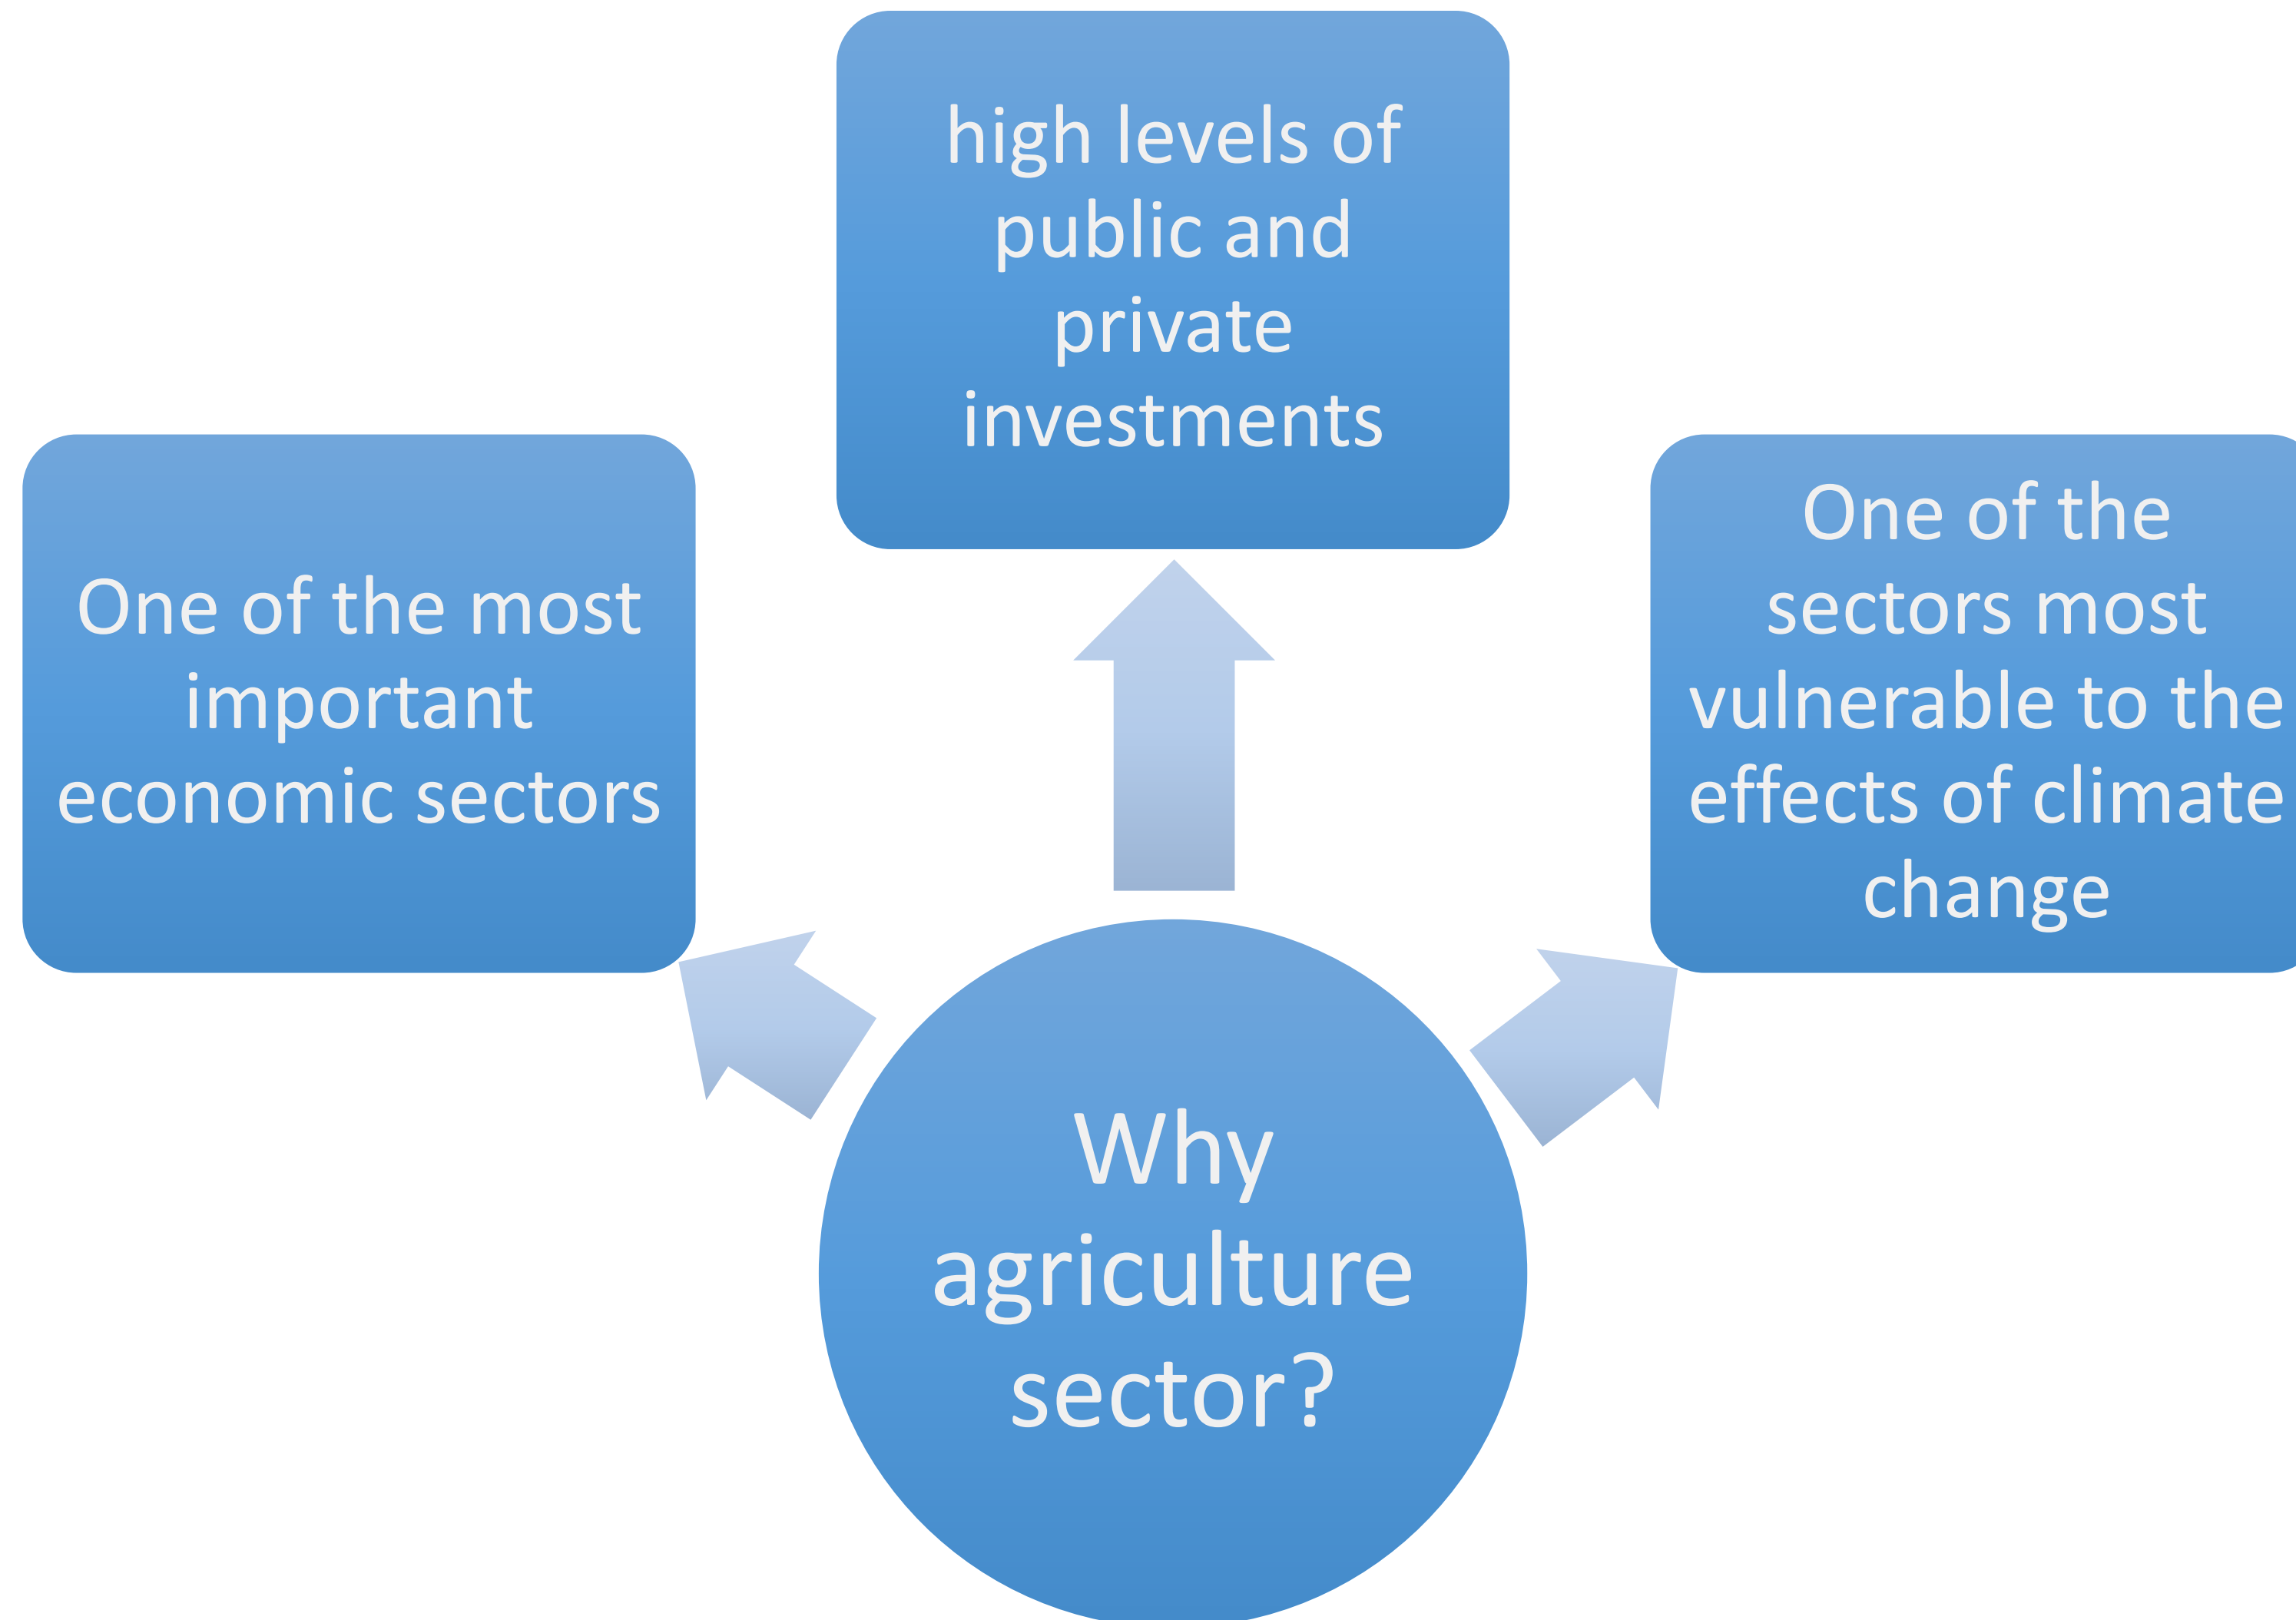 high levels of
public and
private
investments
One of the most
important
economic sectors
One of the
sectors most
vulnerable to the
effects of climate
change
Why
agriculture
sector?